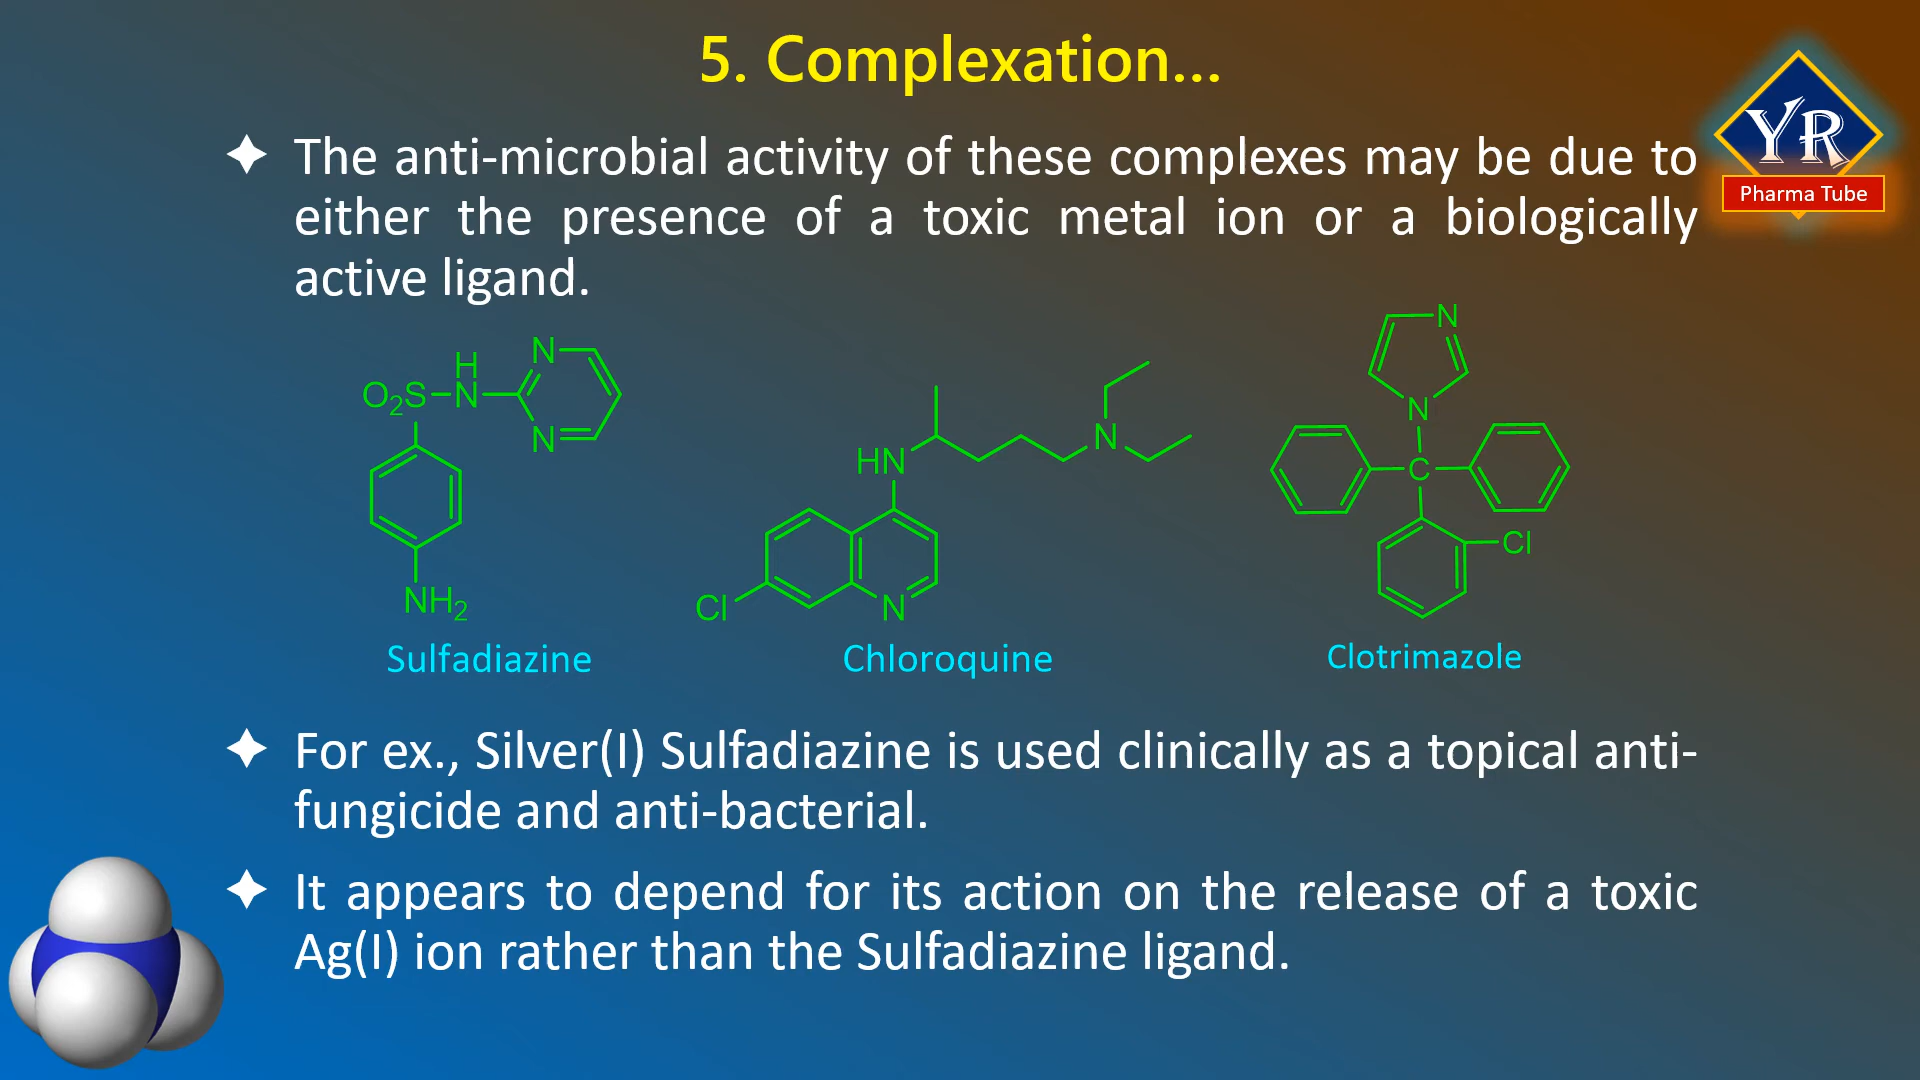 5. Complexation...
YR
Pharma Tube
✦ The anti-microbial activity of these complexes may be due to
either the presence of a toxic metal ion or a biologically
active ligand.
O2S
H
N
N
N
NH2
Sulfadiazine
HN
N
Cl
N
Chloroquine
N
N
C
Cl
Clotrimazole
✦ For ex., Silver(I) Sulfadiazine is used clinically as a topical anti-
fungicide and anti-bacterial.
✦ It appears to depend for its action on the release of a toxic
Ag(I) ion rather than the Sulfadiazine ligand.